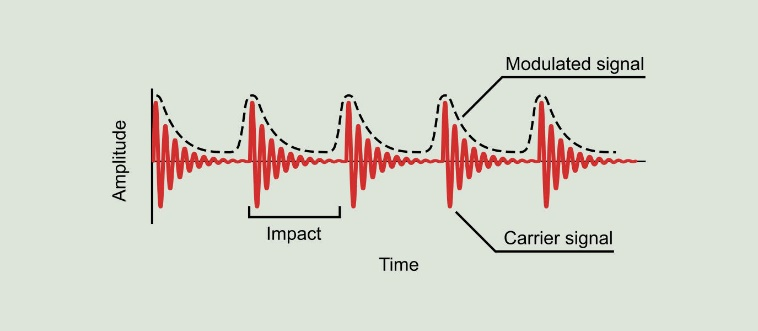 Modulated signal
Amplitude
Impact
Carrier signal
Time